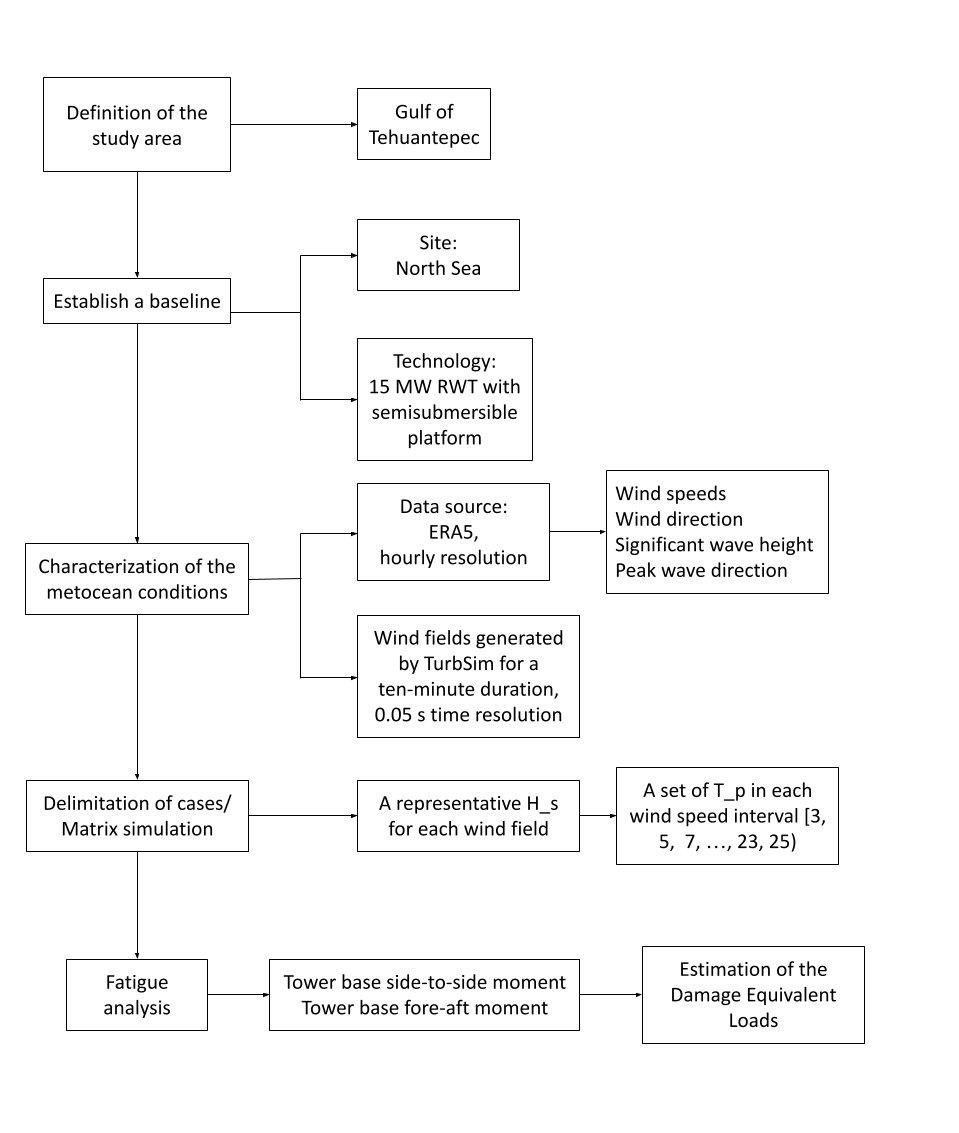 Definition of the
study area
Gulf of
Tehuantepec
Establish a baseline
Site:
North Sea
Technology:
15 MW RWT with
semisubmersible
platform
Characterization of the
metocean conditions
Data source:
ERA5,
hourly resolution
Wind speeds
Wind direction
Significant wave height
Peak wave direction
Wind fields generated
by TurbSim for a
ten-minute duration,
0.05 s time resolution
Delimitation of cases/
Matrix simulation
A representative H_s
for each wind field
A set of T_p in each
wind speed interval [3,
5,  7, …, 23, 25)
Fatigue
analysis
Tower base side-to-side moment
Tower base fore-aft moment
Estimation of the
Damage Equivalent
Loads